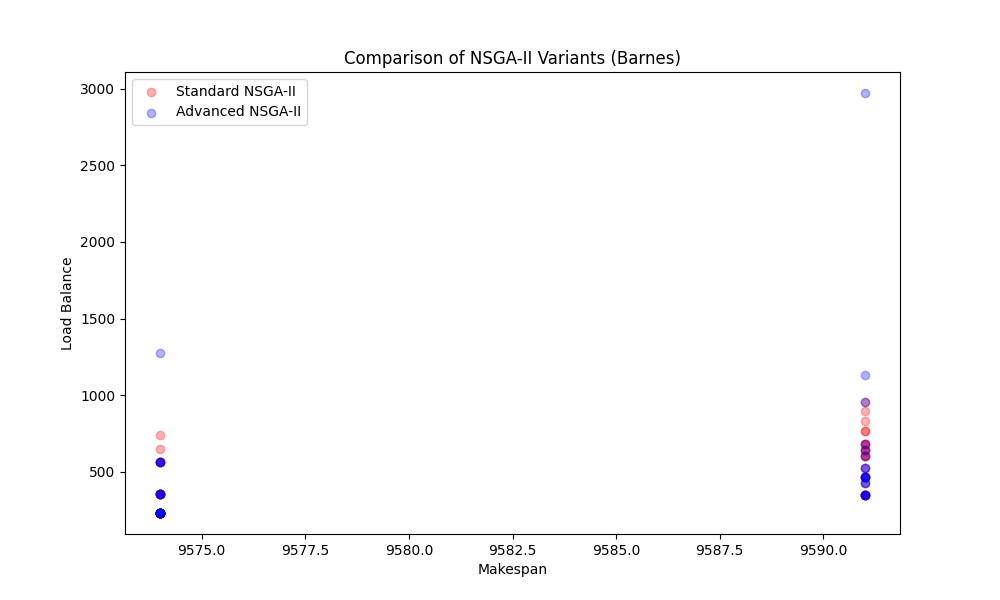 Comparison of NSGA-II Variants (Barnes)
Standard NSGA-II
Advanced NSGA-II
3000
2500
2000
1500
1000
500
Load Balance
9575.0 9577.5 9580.0 9582.5 9585.0 9587.5 9590.0
Makespan